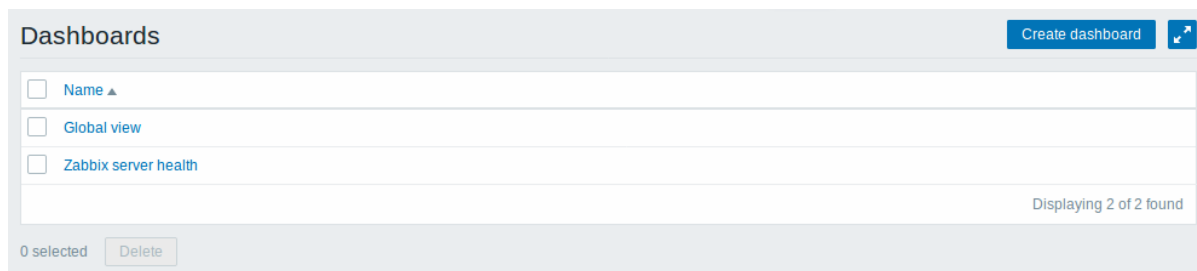 Dashboards
Create dashboard
Name
Global view
Zabbix server health
Displaying 2 of 2 found
0 selected
Delete